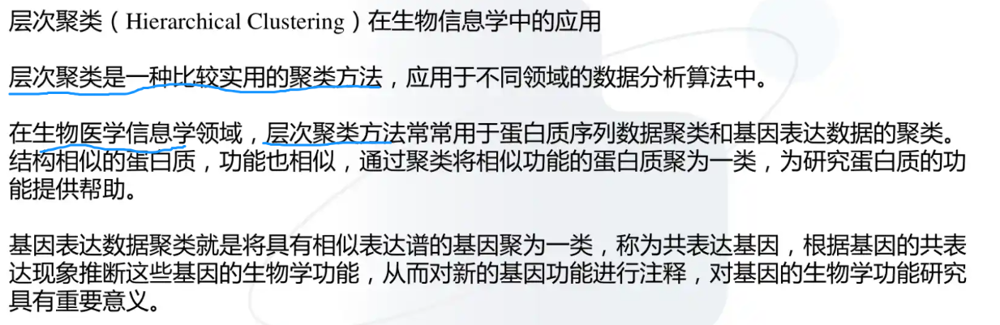 层次聚类（Hierarchical Clustering）在生物信息学中的应用
层次聚类是一种比较实用的聚类方法，应用于不同领域的数据分析算法中。
在生物医学信息学领域，层次聚类方法常常用于蛋白质序列数据聚类和基因表达数据的聚类。
结构相似的蛋白质，功能也相似，通过聚类将相似功能的蛋白质聚为一类，为研究蛋白质的功
能提供帮助。
基因表达数据聚类就是将具有相似表达谱的基因聚为一类，称为共表达基因，根据基因的共表
达现象推断这些基因的生物学功能，从而对新的基因功能进行注释，对基因的生物学功能研究
具有重要意义。